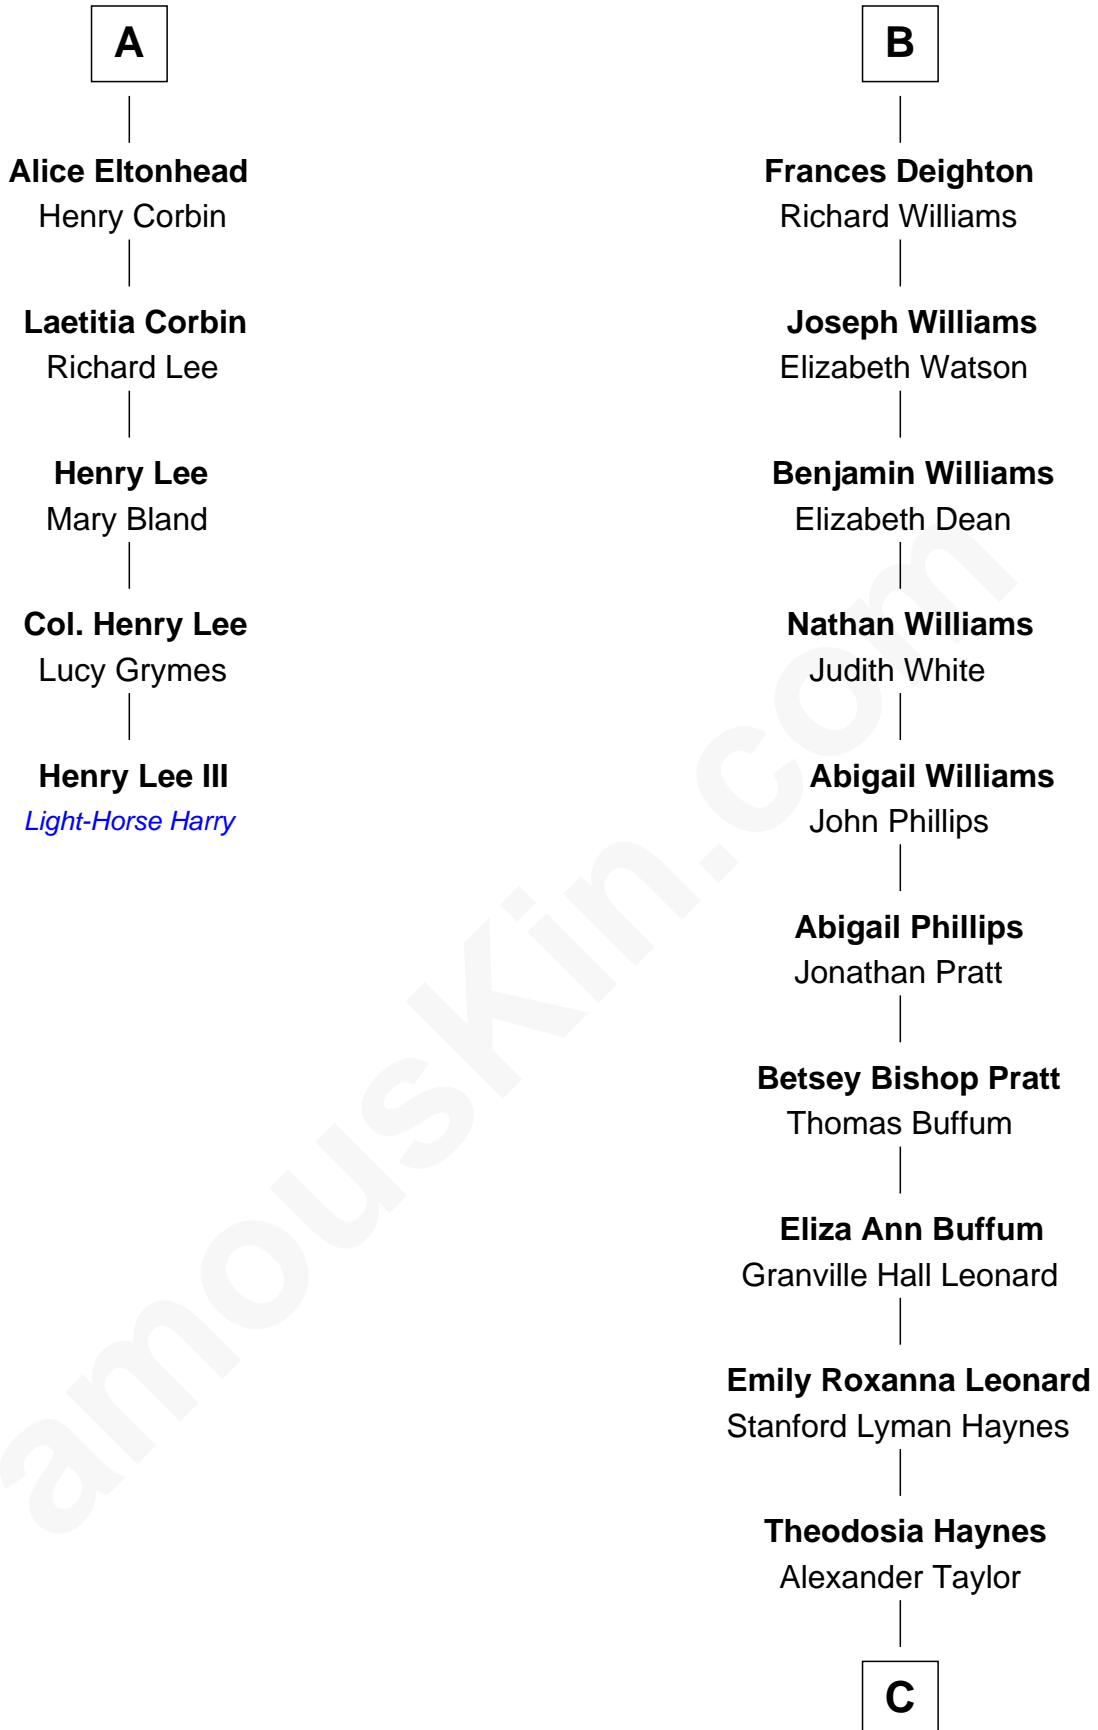 A
Alice Eltonhead
Henry Corbin
Laetitia Corbin
Richard Lee
Henry Lee
Mary Bland
Col. Henry Lee
Lucy Grymes
Henry Lee III
Light-Horse Harry
B
Frances Deighton
Richard Williams
Joseph Williams
Elizabeth Watson
Benjamin Williams
Elizabeth Dean
Nathan Williams
Judith White
Abigail Williams
John Phillips
Abigail Phillips
Jonathan Pratt
Betsey Bishop Pratt
Thomas Buffum
Eliza Ann Buffum
Granville Hall Leonard
Emily Roxanna Leonard
Stanford Lyman Haynes
Theodosia Haynes
Alexander Taylor
C
amousKin.com